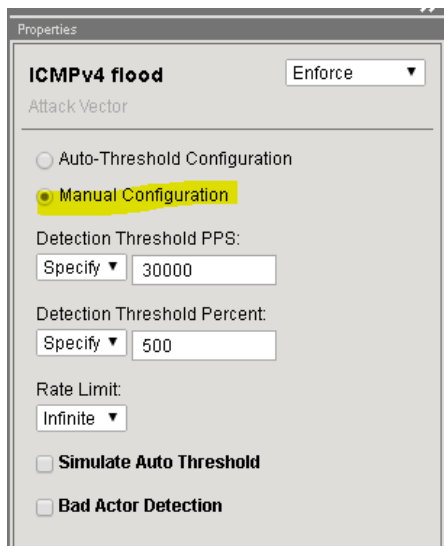 Properties
ICMPv4 flood Enforce
Attack Vector
Auto-Threshold Configuration
Manual Configuration
Detection Threshold PPS:
Specify 30000
Detection Threshold Percent:
Specify 500
Rate Limit:
Infinite
Simulate Auto Threshold
Bad Actor Detection